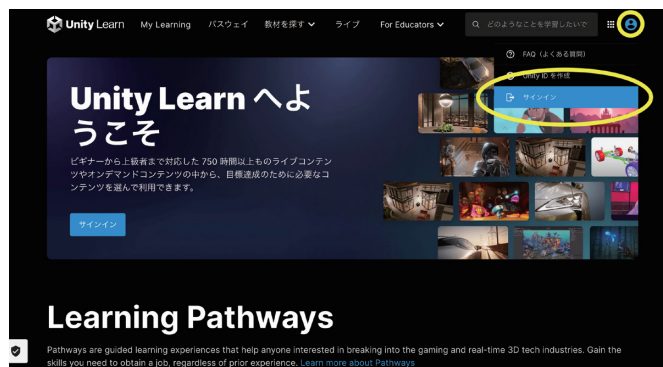 Unity Learn My Learning パスウェイ 教材を探す ライブ For Educators どのようなことを学習したいで
FAQ（よくある質問）
Unity ID を作成
サインイン
Unity Learn へよ
うこそ
ビギナーから上級者まで対応した 750 時間以上ものライブコンテン
ツやオンデマンドコンテンツの中から、目標達成のために必要なコ
ンテンツを選んで利用できます。
サインイン
Learning Pathways
Pathways are guided learning experiences that help anyone interested in breaking into the gaming and real-time 3D tech industries. Gain the
skills you need to obtain a job, regardless of prior experience. Learn more about Pathways